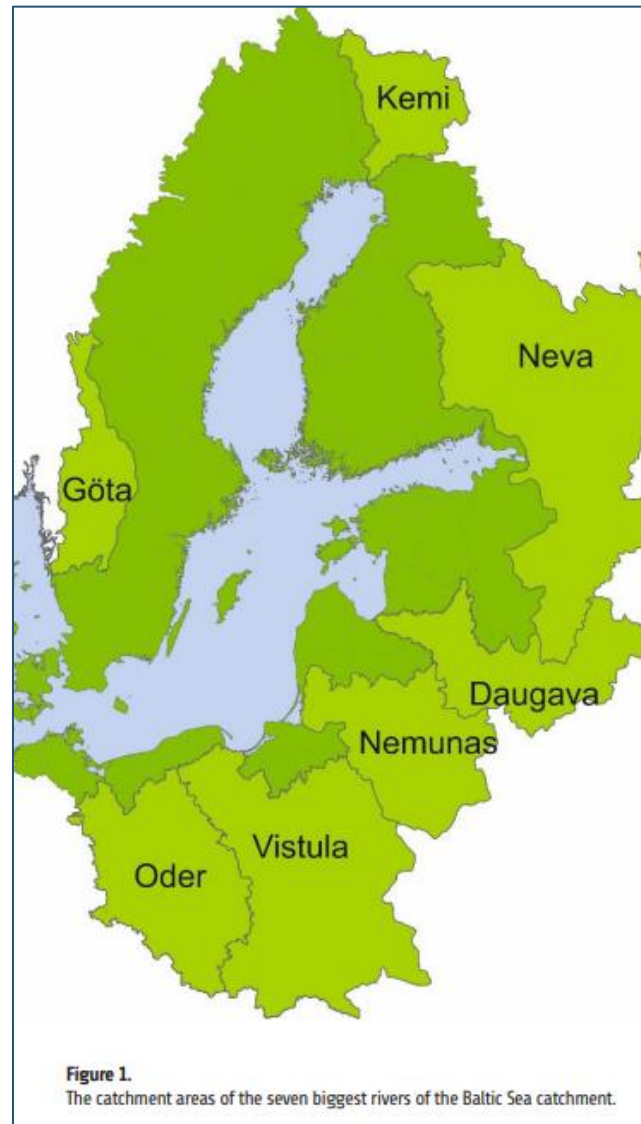 Kemi
Neva
Göta
Daugava
Nemunas
Vistula
Oder
Figure 1.
The catchment areas of the seven biggest rivers of the Baltic Sea catchment.